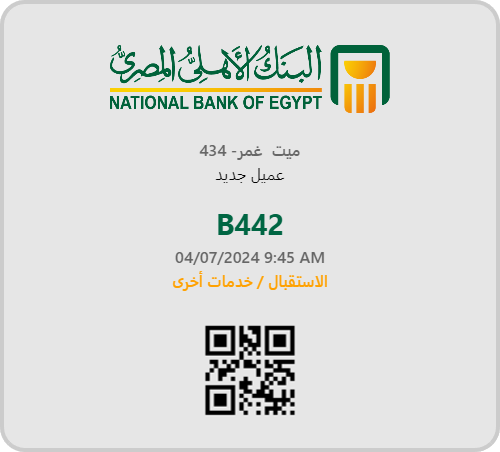 البنك الأهلي المصري
NATIONAL BANK OF EGYPT
ميت غمر- 434
عميل جديد
B442
04/07/2024 9:45 AM
الاستقبال / خدمات أخرى